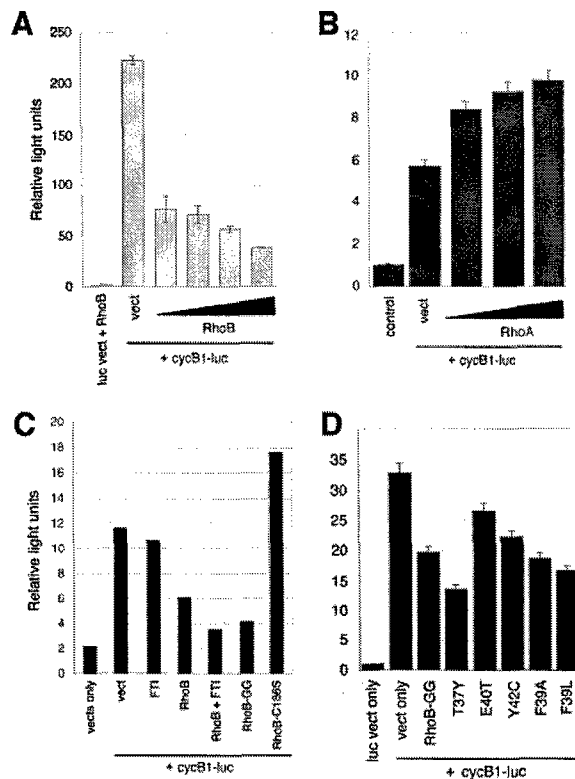 A
Relative light units
250
200
150
100
50
0
luc vect + RhoB
vect
RhoB
+ cycB1-luc
B
12
10
8
6
4
2
0
control
vect
RhoA
+ cycB1-luc
C
Relative light units
20
18
16
14
12
10
8
6
4
2
0
vects only
vect
FTI
RhoB
RhoB + FTI
RhoB-GG
RhoB-C186S
+ cycB1-luc
D
35
30
25
20
15
10
5
0
luc vect only
vect only
RhoB-GG
T37Y
E40T
Y42C
F39A
F39L
+ cycB1-luc